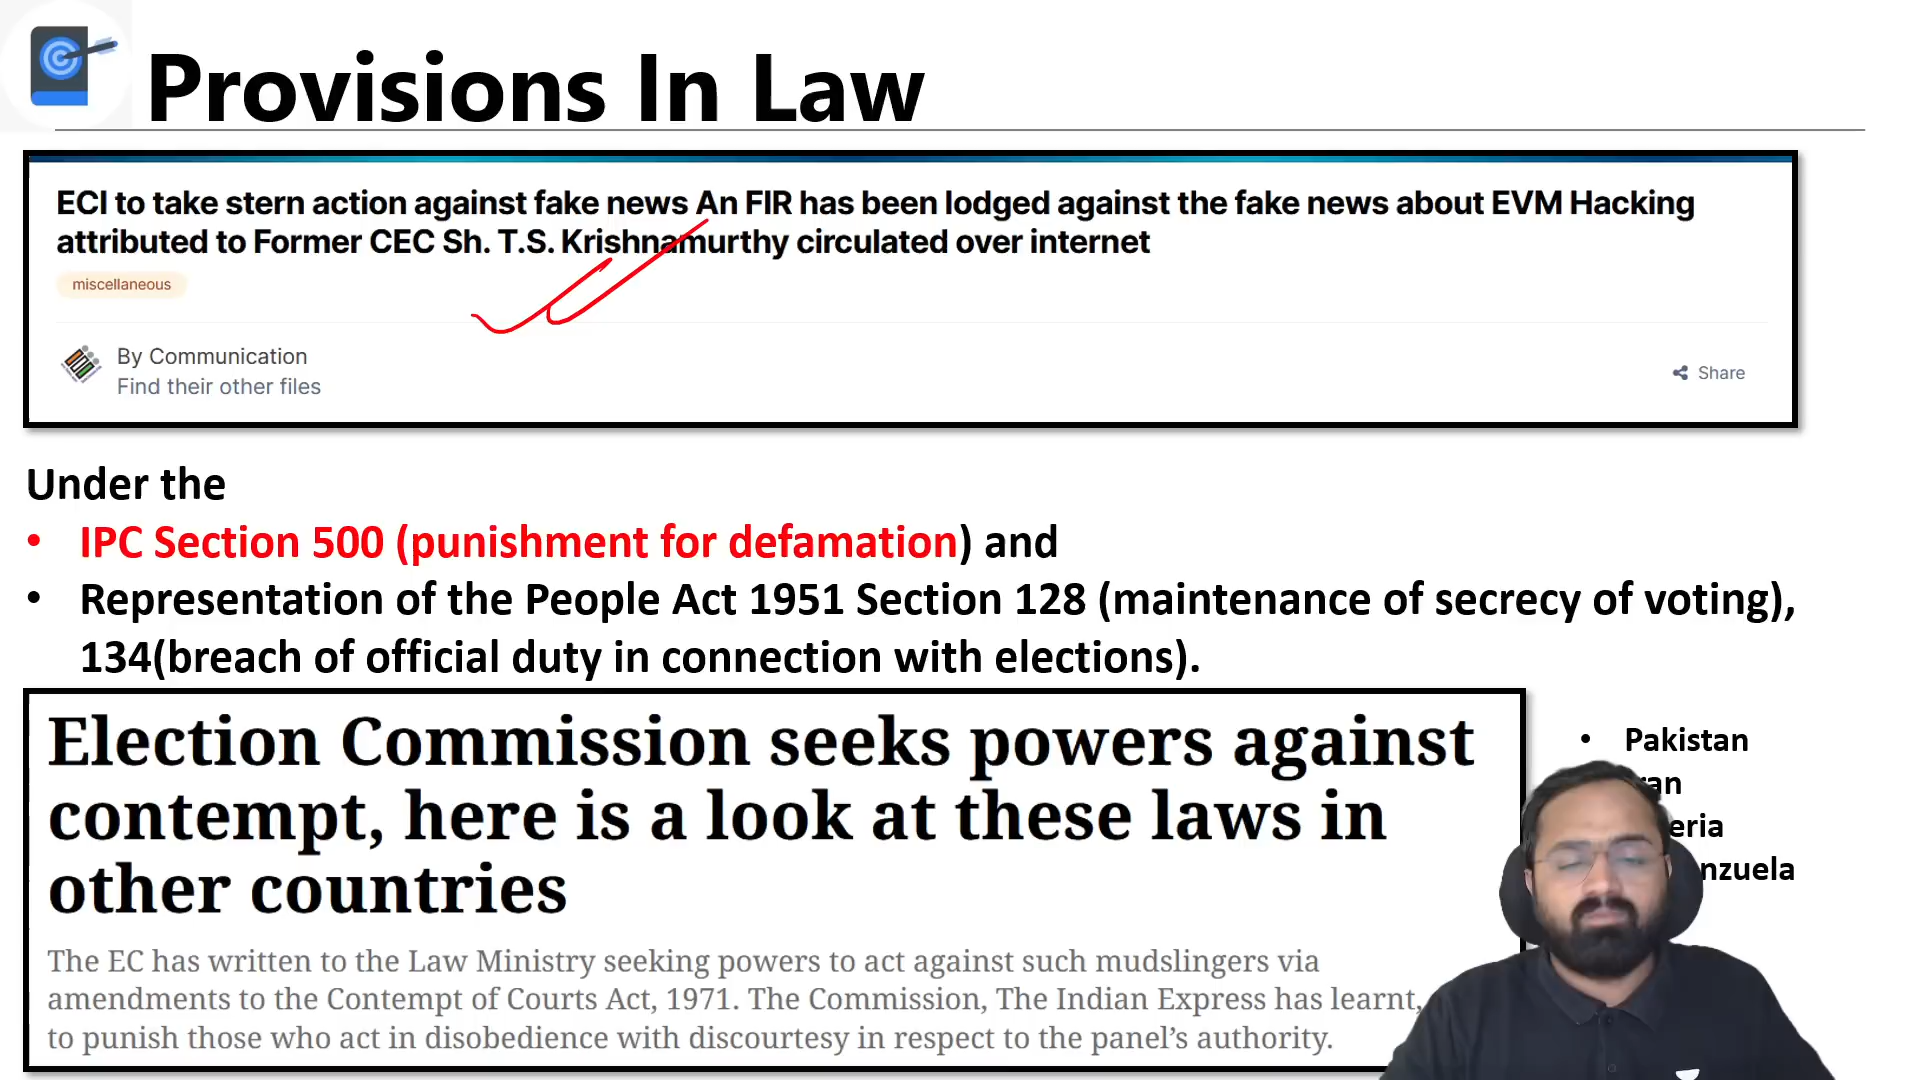 Provisions In Law
ECI to take stern action against fake news An FIR has been lodged against the fake news about EVM Hacking
attributed to Former CEC Sh. T.S. Krishnamurthy circulated over internet
miscellaneous
By Communication
Find their other files
Share
Under the
• IPC Section 500 (punishment for defamation) and
• Representation of the People Act 1951 Section 128 (maintenance of secrecy of voting),
134(breach of official duty in connection with elections).
Election Commission seeks powers against
contempt, here is a look at these laws in
other countries
The EC has written to the Law Ministry seeking powers to act against such mudslingers via
amendments to the Contempt of Courts Act, 1971. The Commission, The Indian Express has learnt,
to punish those who act in disobedience with discourtesy in respect to the panel’s authority.
• Pakistan